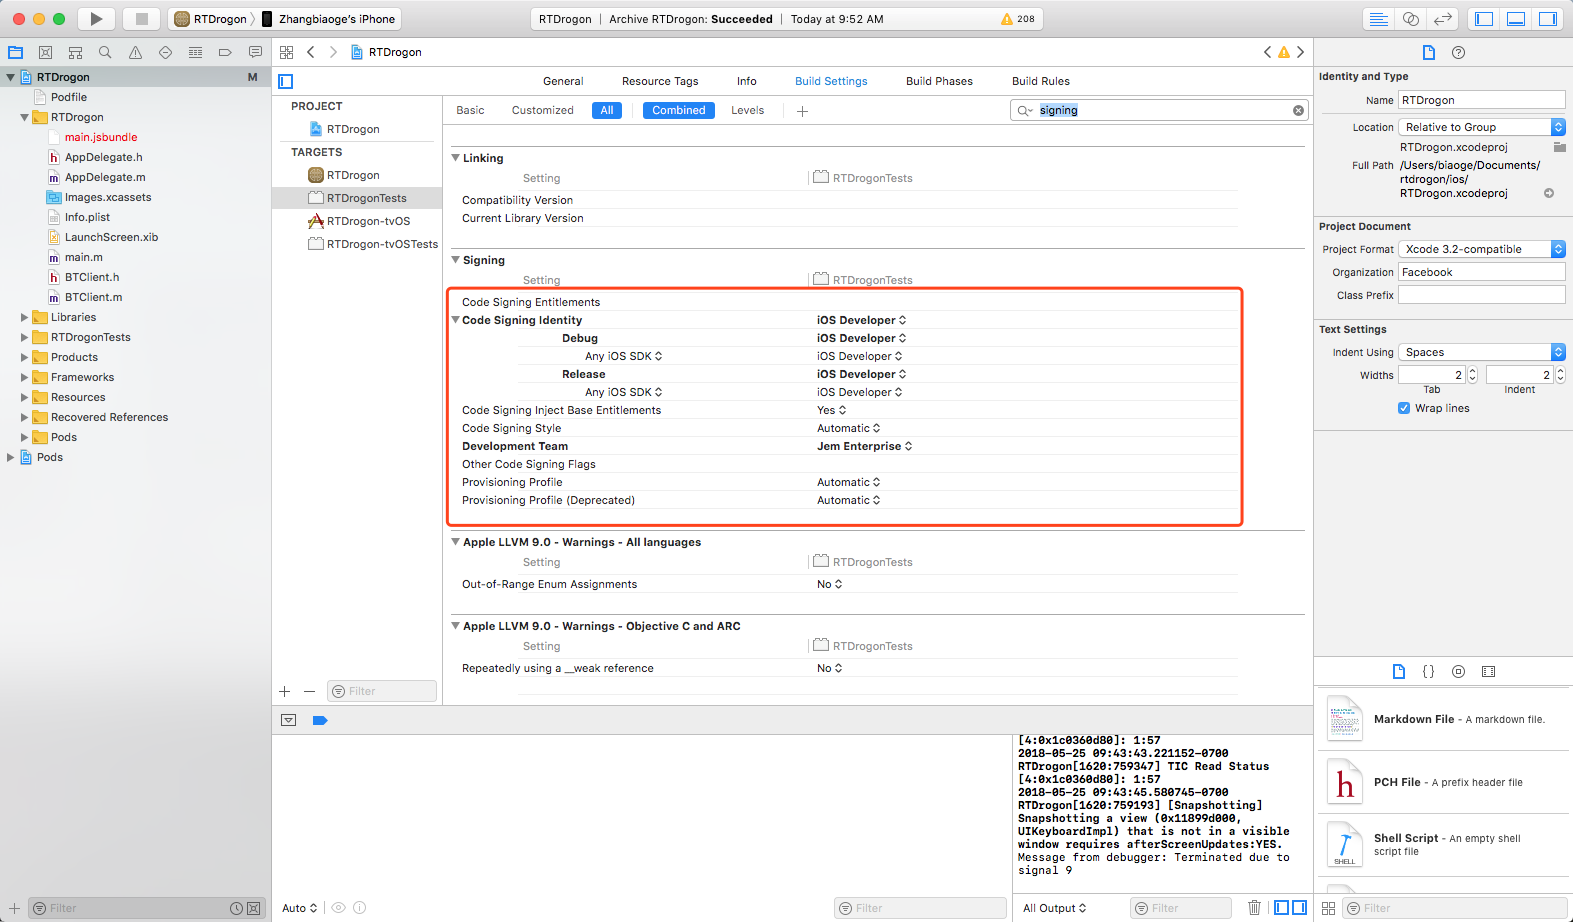 RTDrogon
Zhangbiaoge's iPhone
RTDrogon | Archive RTDrogon: Succeeded | Today at 9:52 AM
208
RTDrogon
M
Podfile
RTDrogon
main.jsbundle
AppDelegate.h
AppDelegate.m
Images.xcassets
Info.plist
LaunchScreen.xib
main.m
BTClient.h
BTClient.m
Libraries
RTDrogonTests
Products
Frameworks
Resources
Recovered References
Pods
Pods
Filter
RTDrogon
General Resource Tags Info Build Settings Build Phases Build Rules
PROJECT
RTDrogon
TARGETS
RTDrogon
RTDrogonTests
RTDrogon-tvOS
RTDrogon-tvOSTests
Filter
Basic Customized All Combined Levels
signing
Linking
Setting RTDrogonTests
Compatibility Version
Current Library Version
Signing
Setting RTDrogonTests
Code Signing Entitlements
Code Signing Identity iOS Developer
Debug iOS Developer
Any iOS SDK iOS Developer
Release iOS Developer
Any iOS SDK iOS Developer
Code Signing Inject Base Entitlements Yes
Code Signing Style Automatic
Development Team Jem Enterprise
Other Code Signing Flags
Provisioning Profile Automatic
Provisioning Profile (Deprecated) Automatic
Apple LLVM 9.0 - Warnings - All languages
Setting RTDrogonTests
Out-of-Range Enum Assignments No
Apple LLVM 9.0 - Warnings - Objective C and ARC
Setting RTDrogonTests
Repeatedly using a __weak reference No
Auto
Filter
[4:0x1c0360d80]: 1:57
2018-05-25 09:43:43.221152-0700
RTDrogon[1620:759347] TIC Read Status
[4:0x1c0360d80]: 1:57
2018-05-25 09:43:45.580745-0700
RTDrogon[1620:759193] [Snapshotting]
Snapshotting a view (0x11899d000,
UIKeyboardImpl) that is not in a visible
window requires afterScreenUpdates:YES.
Message from debugger: Terminated due to
signal 9
All Output
Filter
Identity and Type
Name RTDrogon
Location Relative to Group
RTDrogon.xcodeproj
Full Path /Users/biaoge/Documents/
rtdrogon/ios/
RTDrogon.xcodeproj
Project Document
Project Format Xcode 3.2-compatible
Organization Facebook
Class Prefix
Text Settings
Indent Using Spaces
Widths 2 2
Tab Indent
Wrap lines
{}
Markdown File - A markdown file.
h
PCH File - A prefix header file
SHELL
Shell Script - An empty shell
script file
Filter